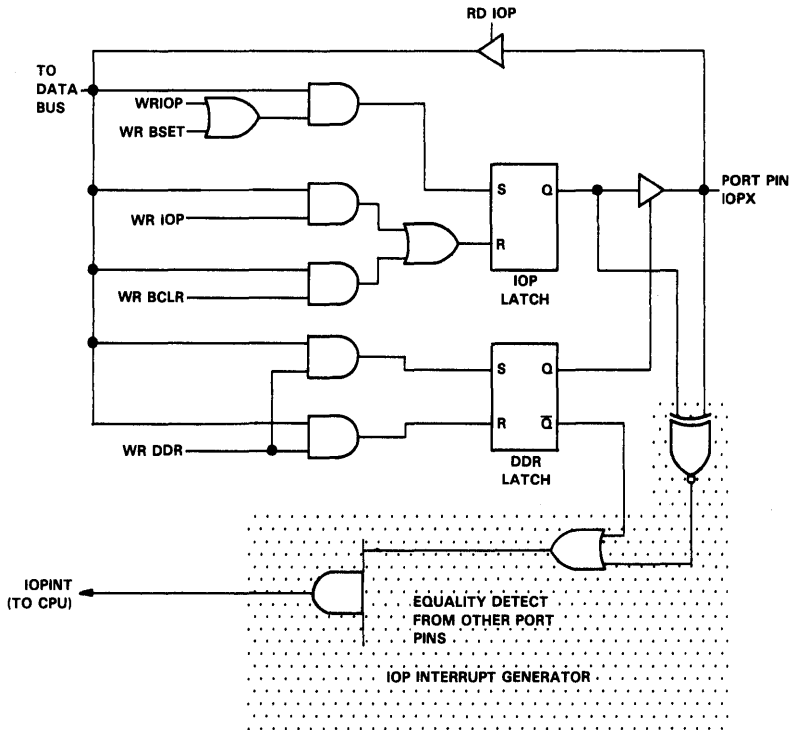 RD IOP
TO
DATA
BUS
WRIOP
WR BSET
WR IOP
WR BCLR
S
Q
R
IOP
LATCH
PORT PIN
IOPX
S
Q
R
Q̅
DDR
LATCH
WR DDR
IOPINT
(TO CPU)
EQUALITY DETECT
FROM OTHER PORT
PINS
IOP INTERRUPT GENERATOR